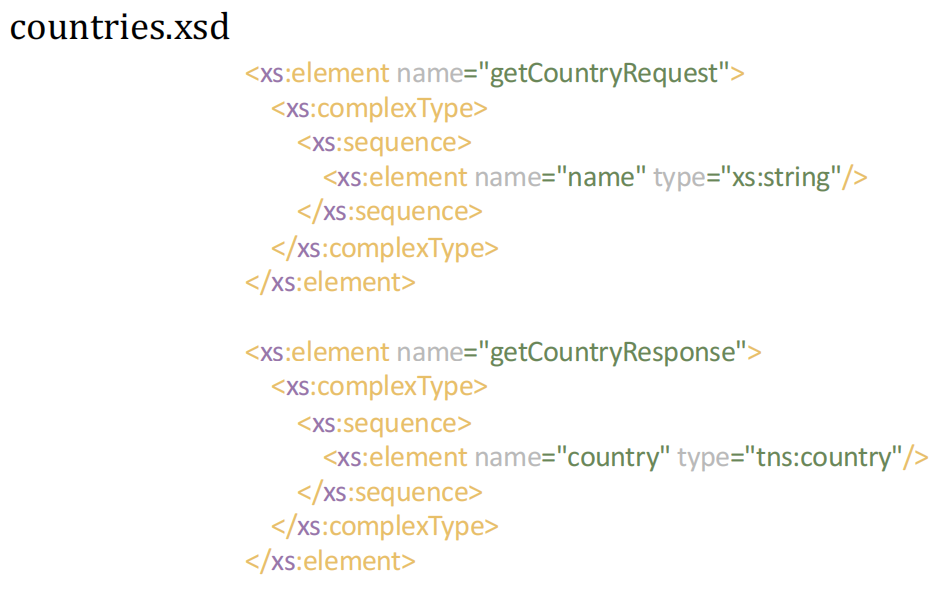 countries.xsd
<xs:element name="getCountryRequest">
<xs:complexType>
<xs:sequence>
<xs:element name="name" type="xs:string"/>
</xs:sequence>
</xs:complexType>
</xs:element>
<xs:element name="getCountryResponse">
<xs:complexType>
<xs:sequence>
<xs:element name="country" type="tns:country"/>
</xs:sequence>
</xs:complexType>
</xs:element>